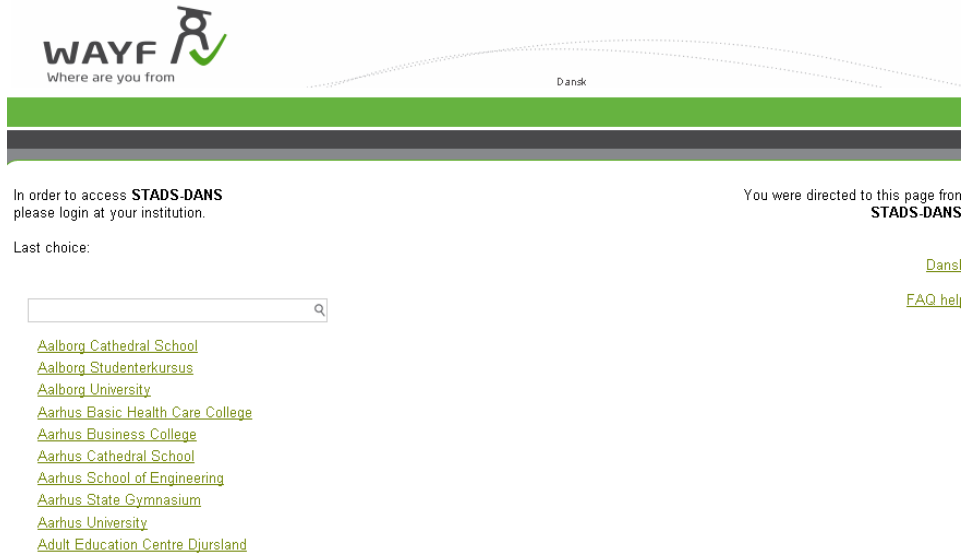 WAYF
Where are you from
Dansk
In order to access STADS-DANS
please login at your institution.
You were directed to this page
STADS-DANS
Last choice:
FAQ
Aalborg Cathedral School
Aalborg Studenterkursus
Aalborg University
Aarhus Basic Health Care College
Aarhus Business College
Aarhus Cathedral School
Aarhus School of Engineering
Aarhus State Gymnasium
Aarhus University
Adult Education Centre Djursland